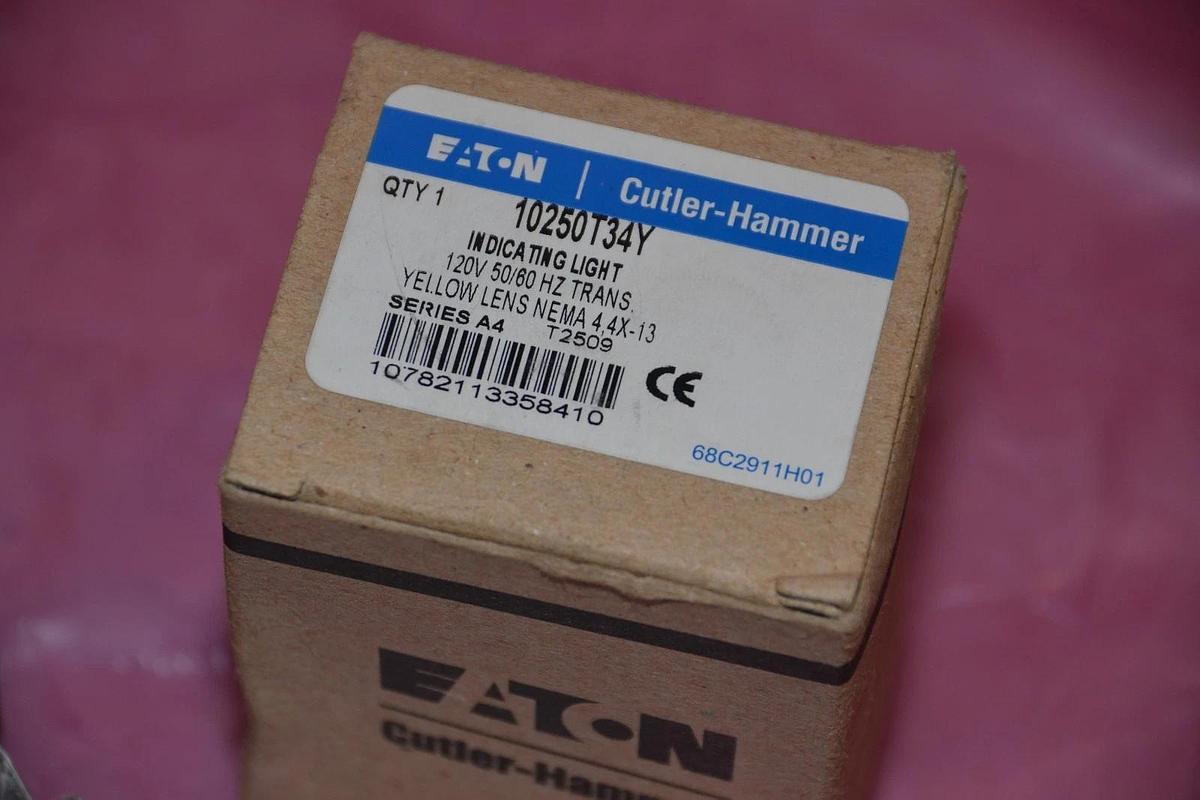 EATON | Cutler-Hammer
QTY 1
10250T34Y
INDICATING LIGHT
120V 50/60 HZ TRANS.
YELLOW LENS NEMA 4,4X-13
SERIES A4 T2509
10782113358410
CE
68C2911H01
EATON
Cutler-Hamm